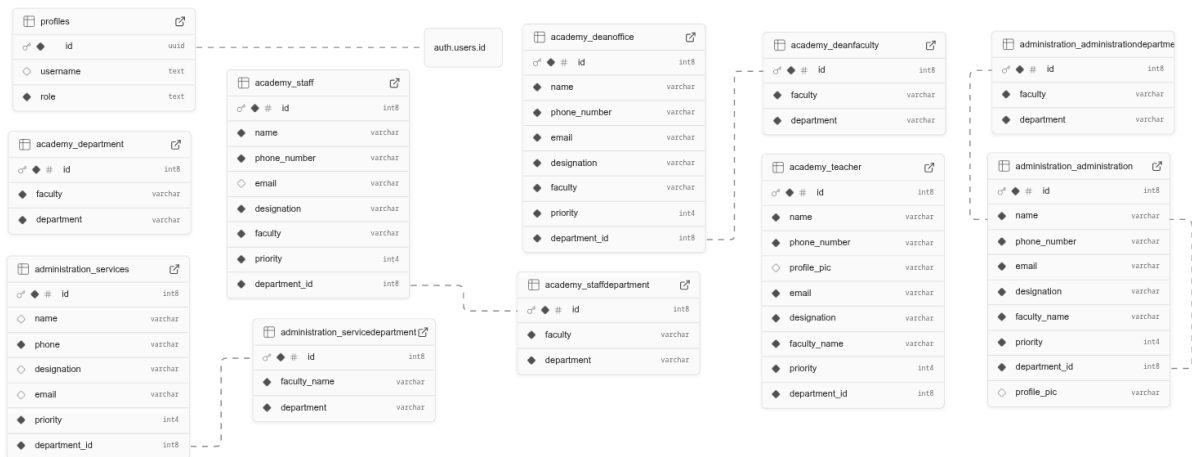 profiles
id uuid
username text
role text
auth.users.id
academy_department
id int8
faculty varchar
department varchar
administration_services
id int8
name varchar
phone varchar
designation varchar
email varchar
priority int4
department_id int8
academy_staff
# id int8
name varchar
phone_number varchar
email varchar
designation varchar
faculty varchar
priority int4
department_id int8
administration_servicedepartment
# id int8
faculty_name varchar
department varchar
academy_deanoffice
# id int8
name varchar
phone_number varchar
email varchar
designation varchar
faculty varchar
priority int4
department_id int8
academy_staffdepartment
# id int8
faculty varchar
department varchar
academy_deanfaculty
# id int8
faculty varchar
department varchar
academy_teacher
# id int8
name varchar
phone_number varchar
profile_pic varchar
email varchar
designation varchar
faculty_name varchar
priority int4
department_id int8
administration_administrationdepartme
# id int8
faculty varchar
department varchar
administration_administration
# id int8
name varchar
phone_number varchar
email varchar
designation varchar
faculty_name varchar
priority int4
department_id int8
profile_pic varchar